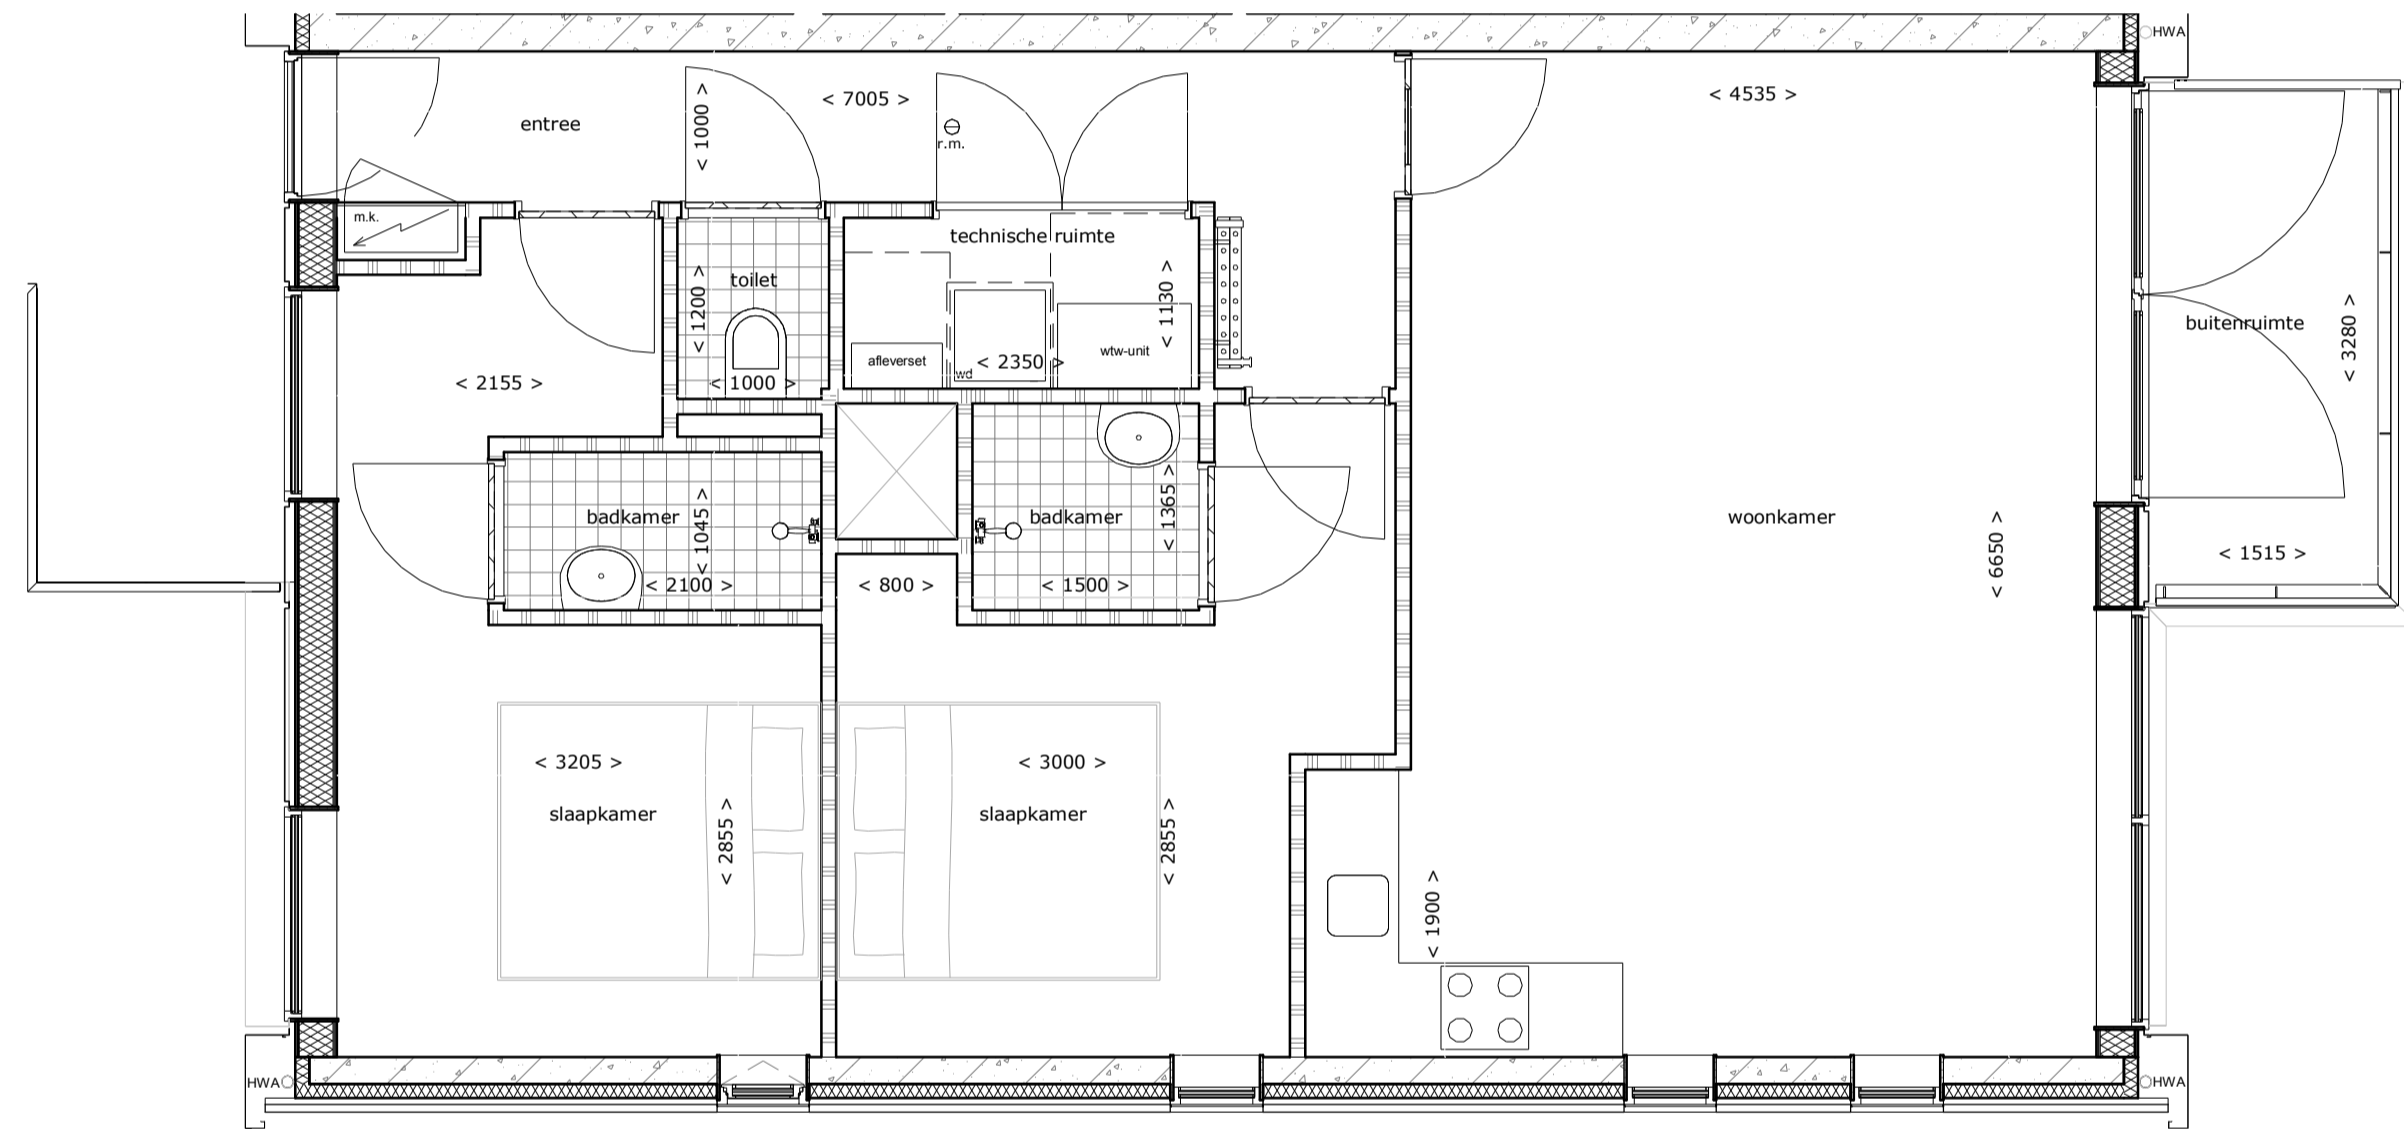 HWA
< 7005 >
< 4535 >
< 1000 >
entree
r.m.
m.k.
technische ruimte
toilet
< 1200 >
< 1130 >
buitenruimte
< 3280 >
afleverset
< 2350 >
wtw-unit
wd
< 2155 >
< 1000 >
badkamer
< 1045 >
badkamer
< 1365 >
woonkamer
< 6650 >
< 1515 >
< 2100 >
< 800 >
< 1500 >
< 3205 >
< 3000 >
slaapkamer
< 2855 >
slaapkamer
< 2855 >
< 1900 >
HWA
HWA